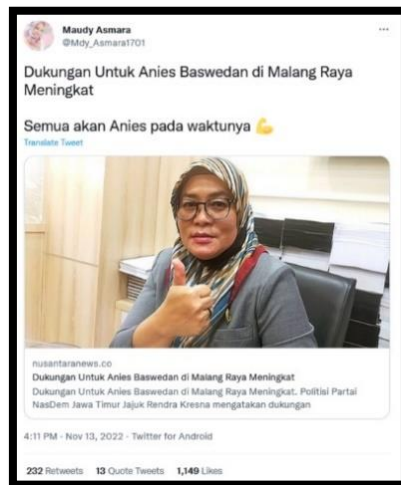 Maudy Asmara
@Mdy_Asmara1701
Dukungan Untuk Anies Baswedan di Malang Raya
Meningkat
Semua akan Anies pada waktunya 💪
Translate Tweet
nusantaranews.co
Dukungan Untuk Anies Baswedan di Malang Raya Meningkat
Dukungan Untuk Anies Baswedan di Malang Raya Meningkat. Politisi Partai
NasDem Jawa Timur Jajuk Rendra Kresna mengatakan dukungan
4:11 PM · Nov 13, 2022 · Twitter for Android
232 Retweets 13 Quote Tweets 1,149 Likes